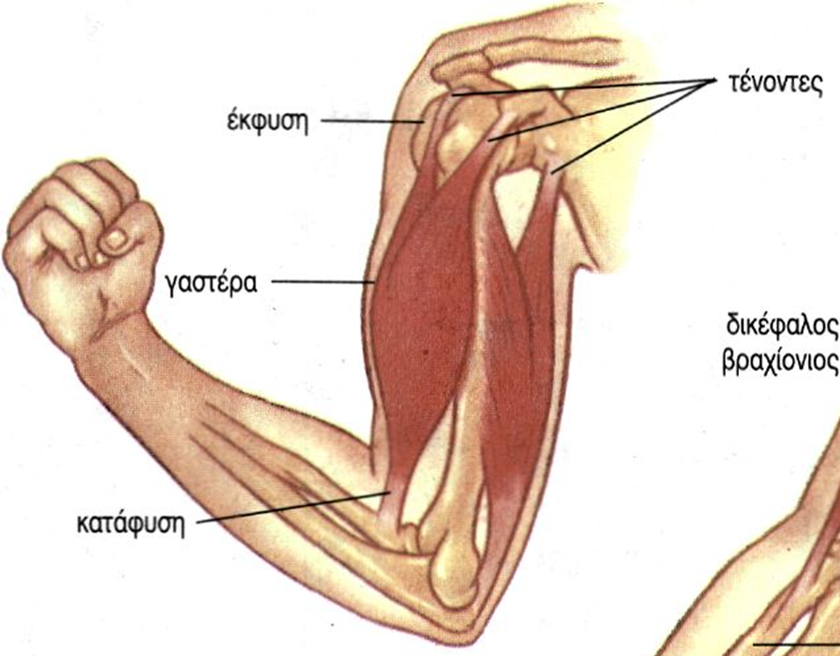 τένοντες
έκφυση
γαστέρα
δικέφαλος
βραχίονιος
κατάφυση